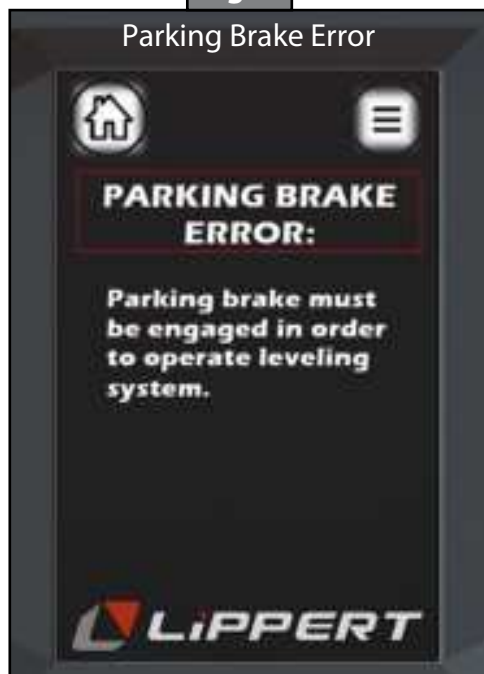 Parking Brake Error
PARKING BRAKE
ERROR:
Parking brake must
be engaged in order
to operate leveling
system.
LiPPERT